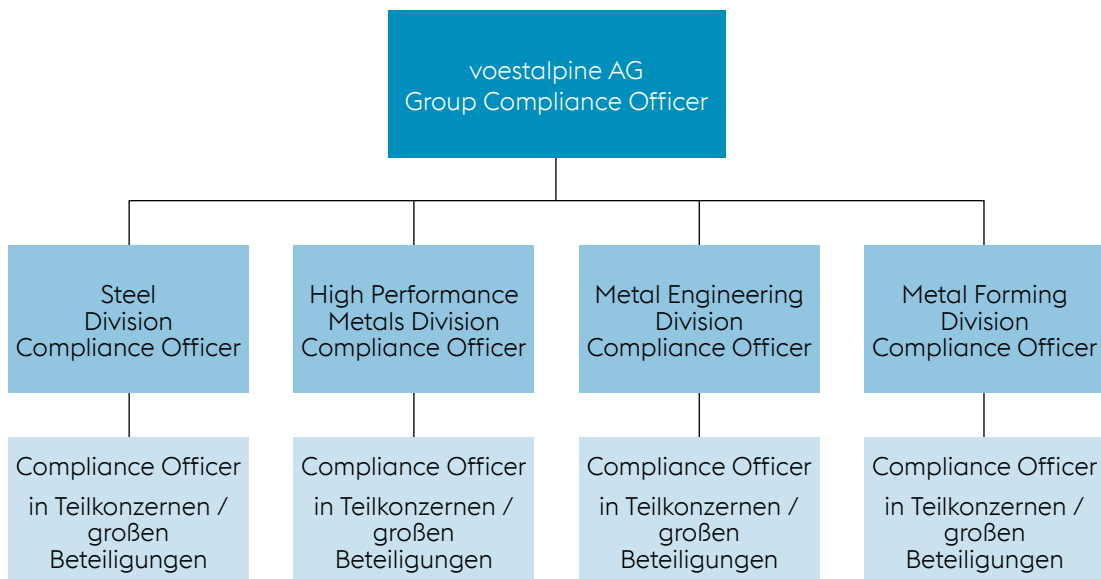 voestalpine AG
Group Compliance Officer
Steel
Division
Compliance Officer
High Performance
Metals Division
Compliance Officer
Metal Engineering
Division
Compliance Officer
Metal Forming
Division
Compliance Officer
Compliance Officer
in Teilkonzernen /
großen
Beteiligungen
Compliance Officer
in Teilkonzernen /
großen
Beteiligungen
Compliance Officer
in Teilkonzernen /
großen
Beteiligungen
Compliance Officer
in Teilkonzernen /
großen
Beteiligungen